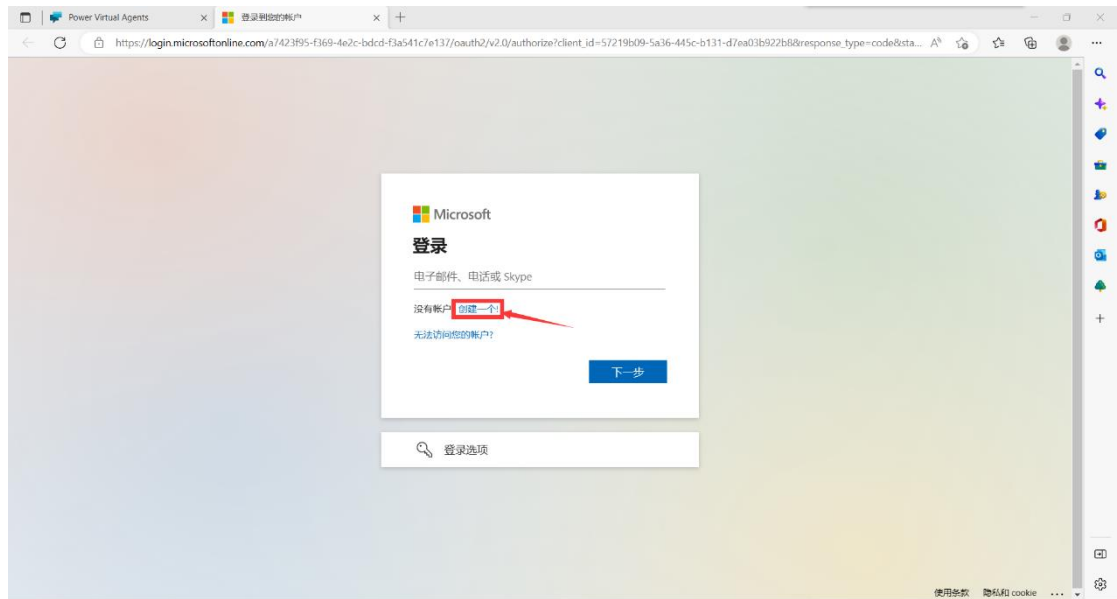 Power Virtual Agents
登录到您的帐户
https://login.microsoftonline.com/a7423f95-f369-4e2c-bdcd-f3a541c7e137/oauth2/v2.0/authorize?client_id=57219b09-5a36-445c-b131-d7ea03b922b8&response_type=code&sta...
Microsoft
登录
电子邮件、电话或 Skype
没有帐户 创建一个!
无法访问您的帐户?
下一步
登录选项
使用条款 隐私和 cookie ...